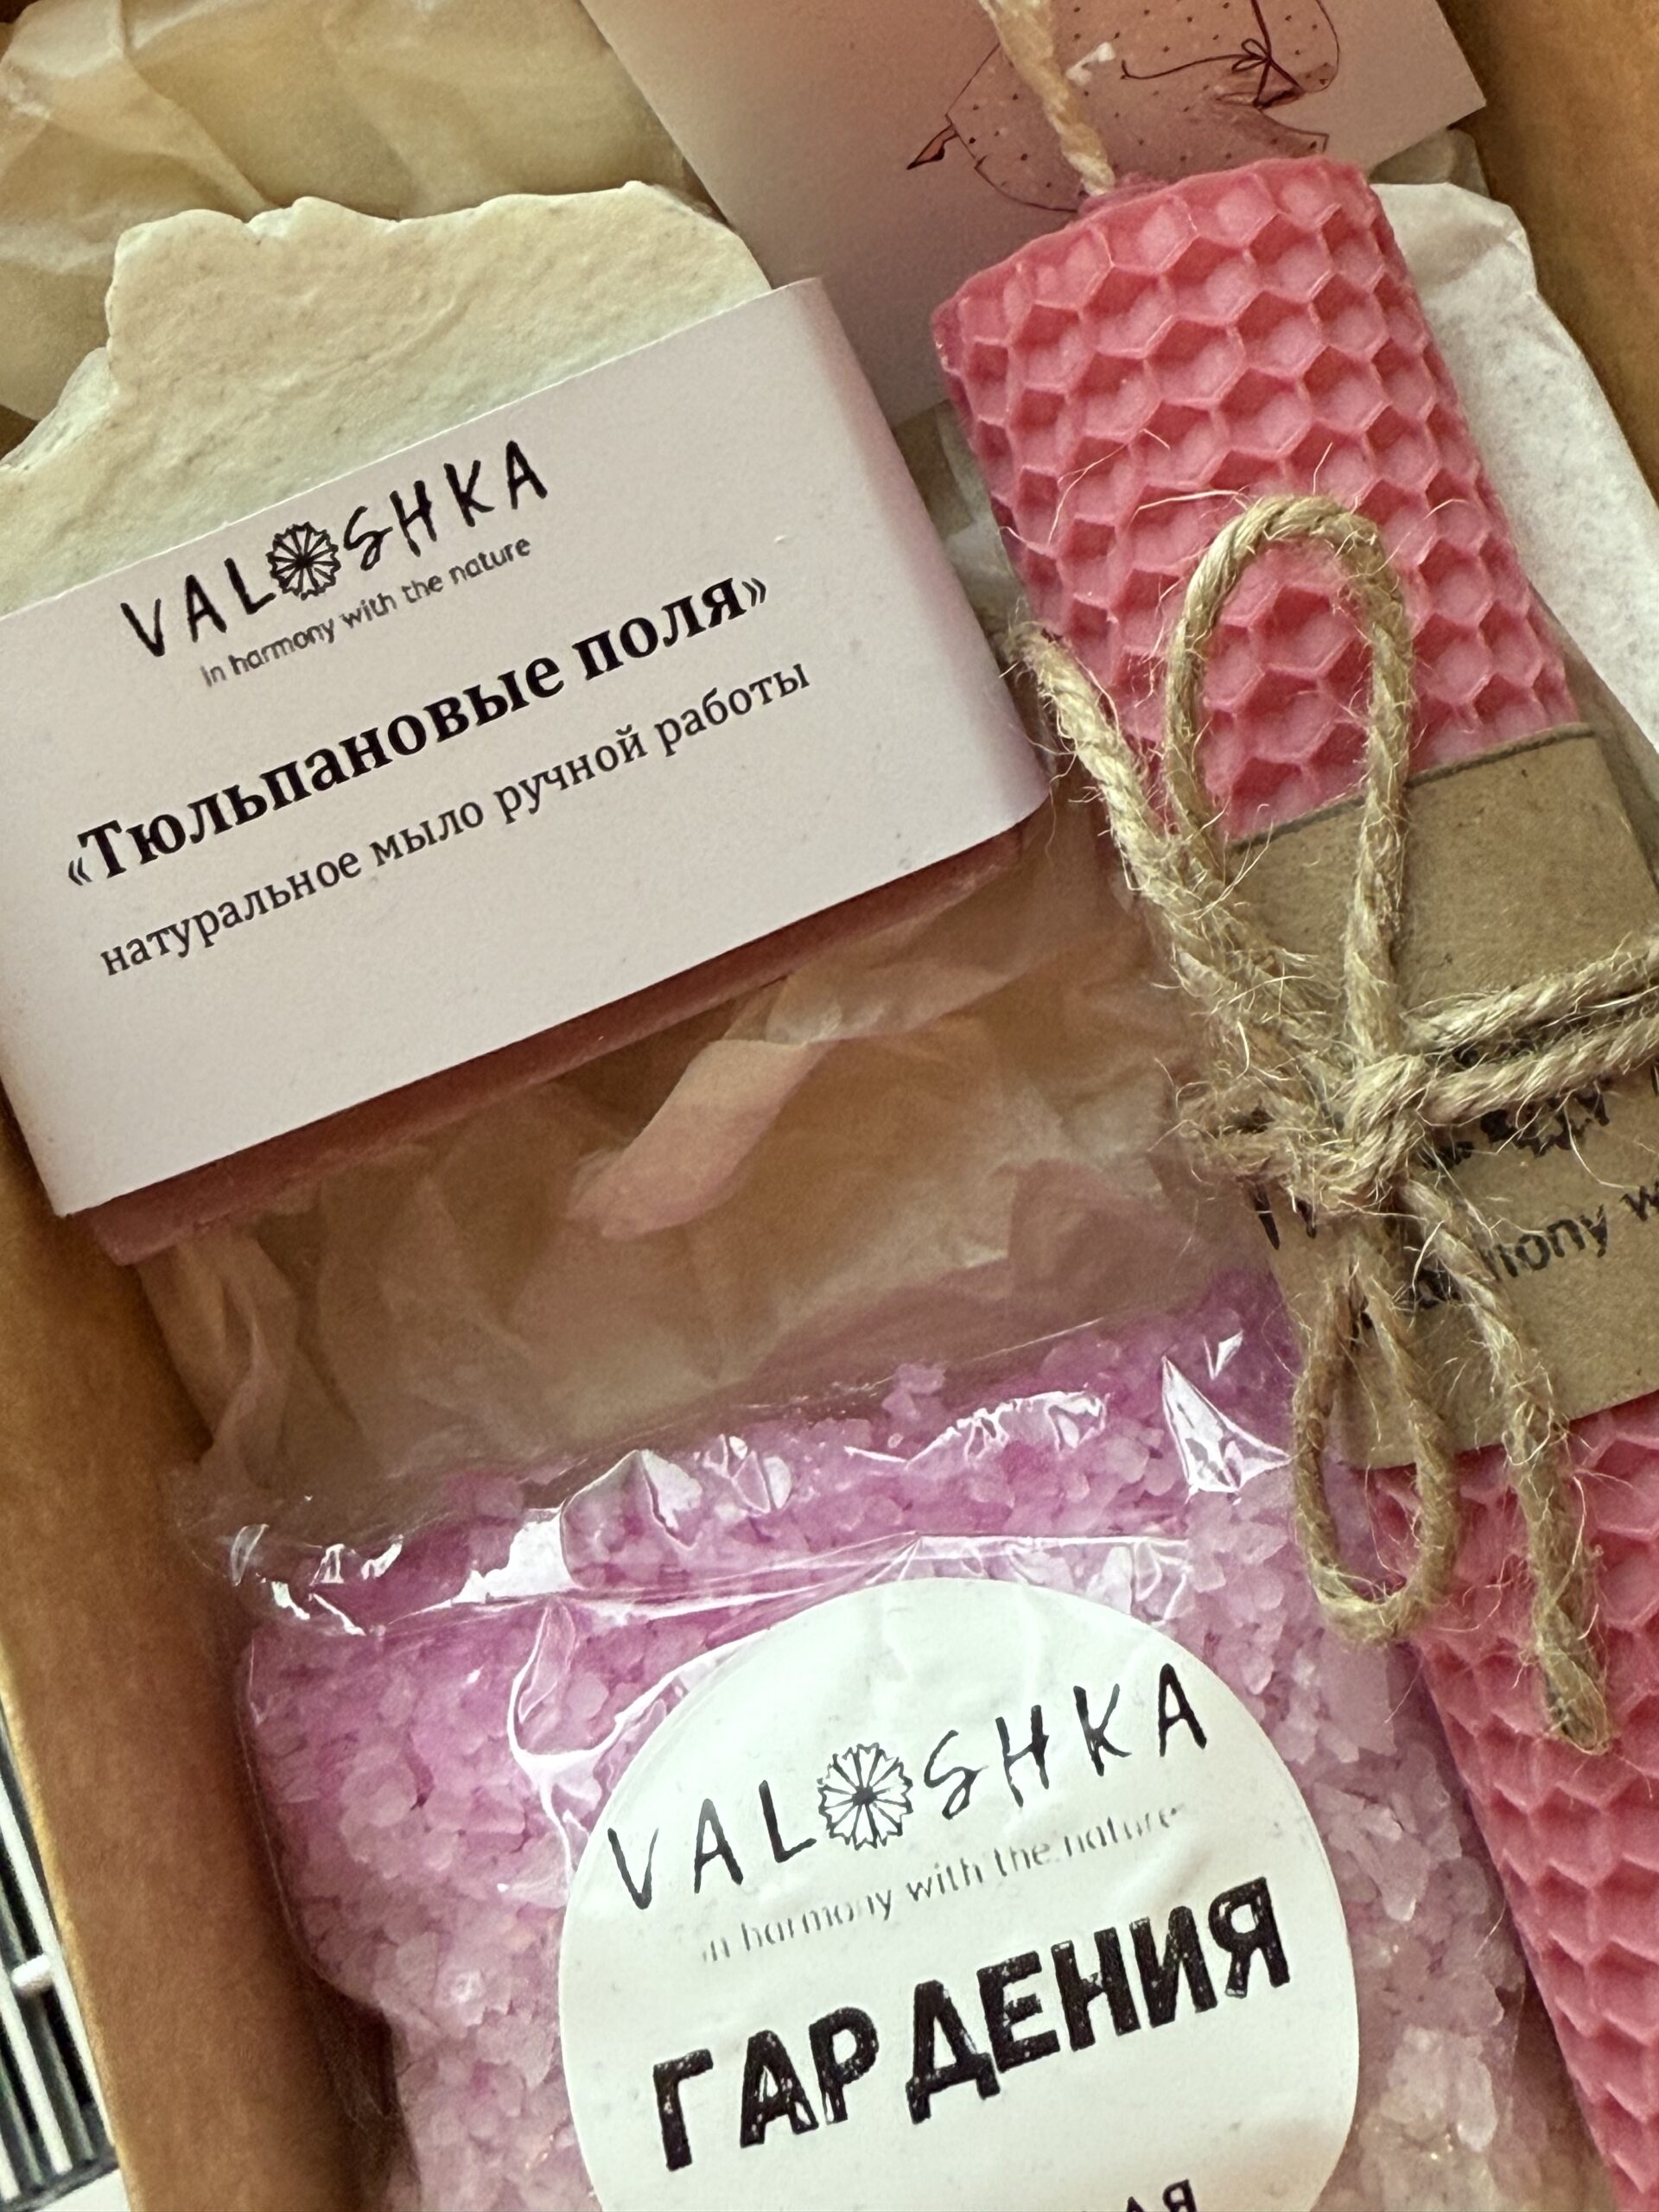 VALOSHKA
in harmony with the nature
«Тюльпановые поля»
натуральное мыло ручной работы
VALOSHKA
in harmony with the nature
ГАРДЕНИЯ